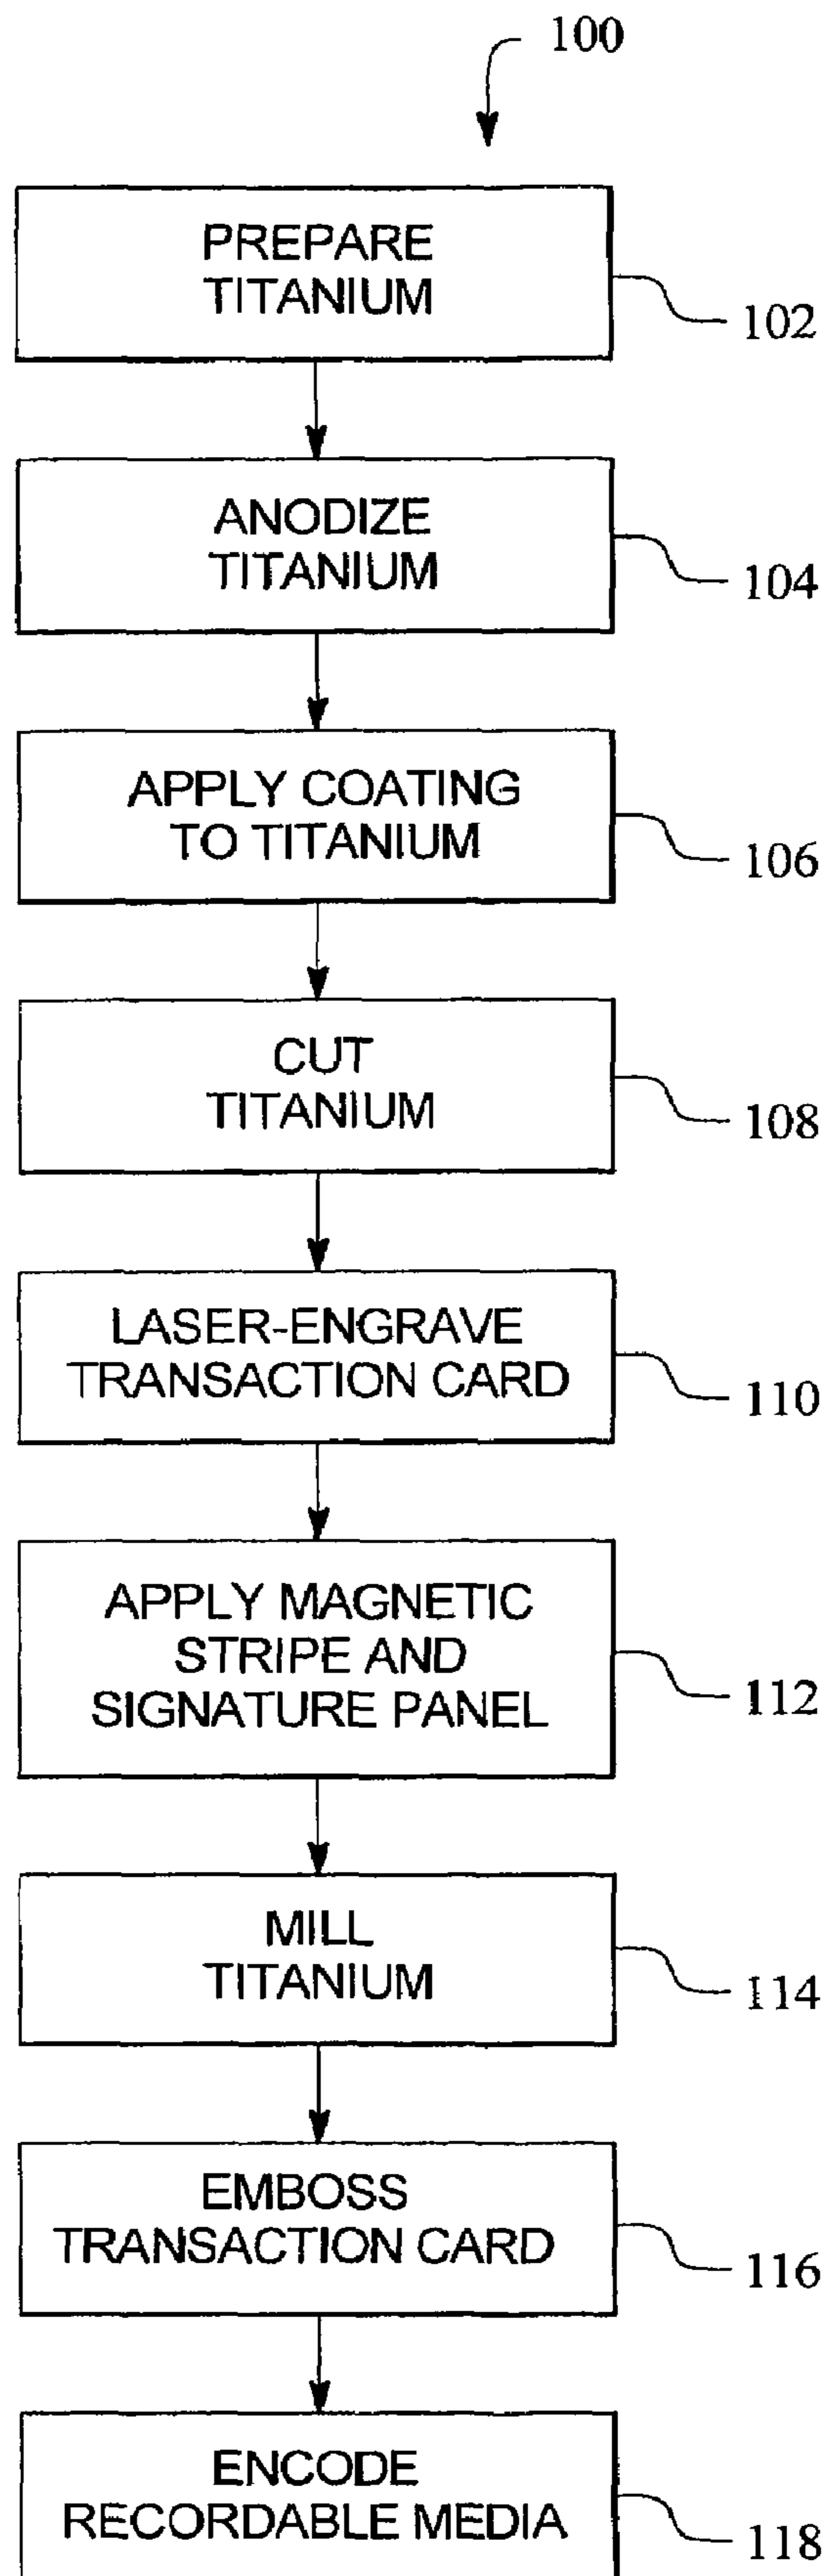 100
PREPARE
TITANIUM
102
ANODIZE
TITANIUM
104
APPLY COATING
TO TITANIUM
106
CUT
TITANIUM
108
LASER-ENGRAVE
TRANSACTION CARD
110
APPLY MAGNETIC
STRIPE AND
SIGNATURE PANEL
112
MILL
TITANIUM
114
EMBOSS
TRANSACTION CARD
116
ENCODE
RECORDABLE MEDIA
118